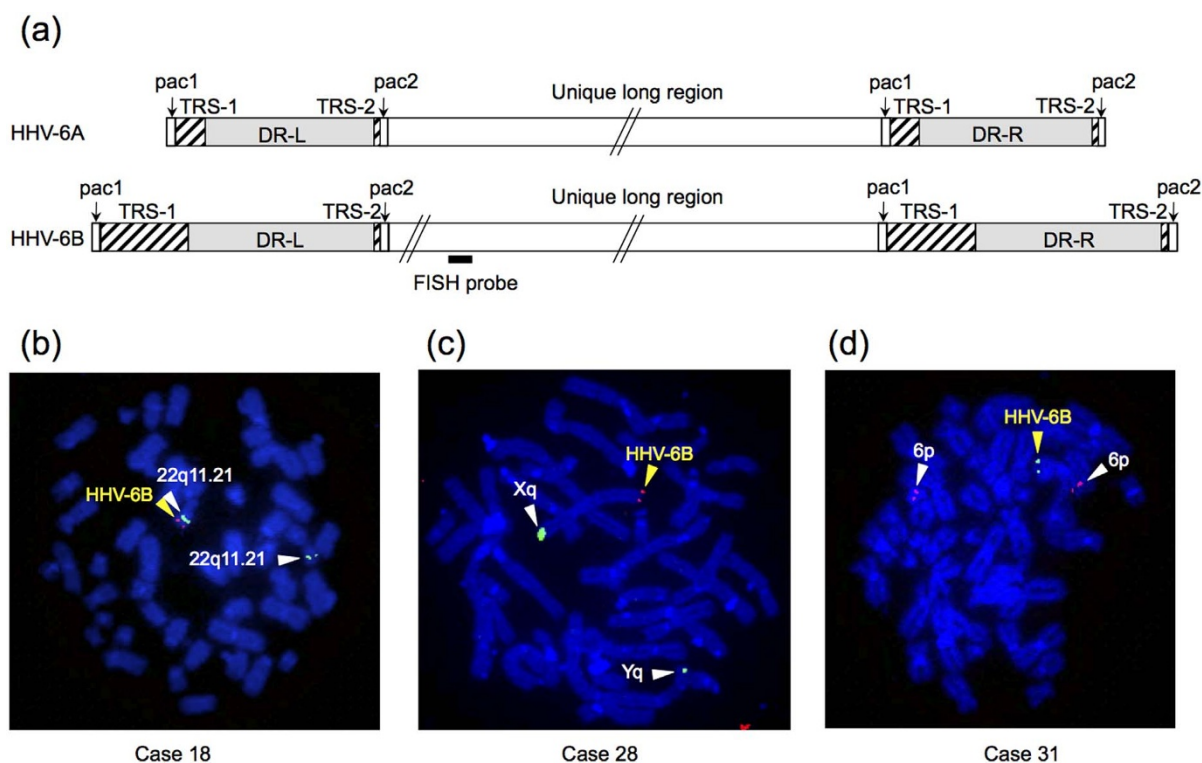 (a)
pac1 pac2 pac1 pac2
TRS-1 TRS-2 Unique long region TRS-1 TRS-2
HHV-6A DR-L DR-R
pac1 pac2 Unique long region pac1 pac2
TRS-1 TRS-2 TRS-1 TRS-2
HHV-6B DR-L DR-R
FISH probe
(b) (c) (d)
22q11.21
HHV-6B
22q11.21
Case 18
HHV-6B
Xq
Yq
Case 28
HHV-6B
6p
6p
Case 31